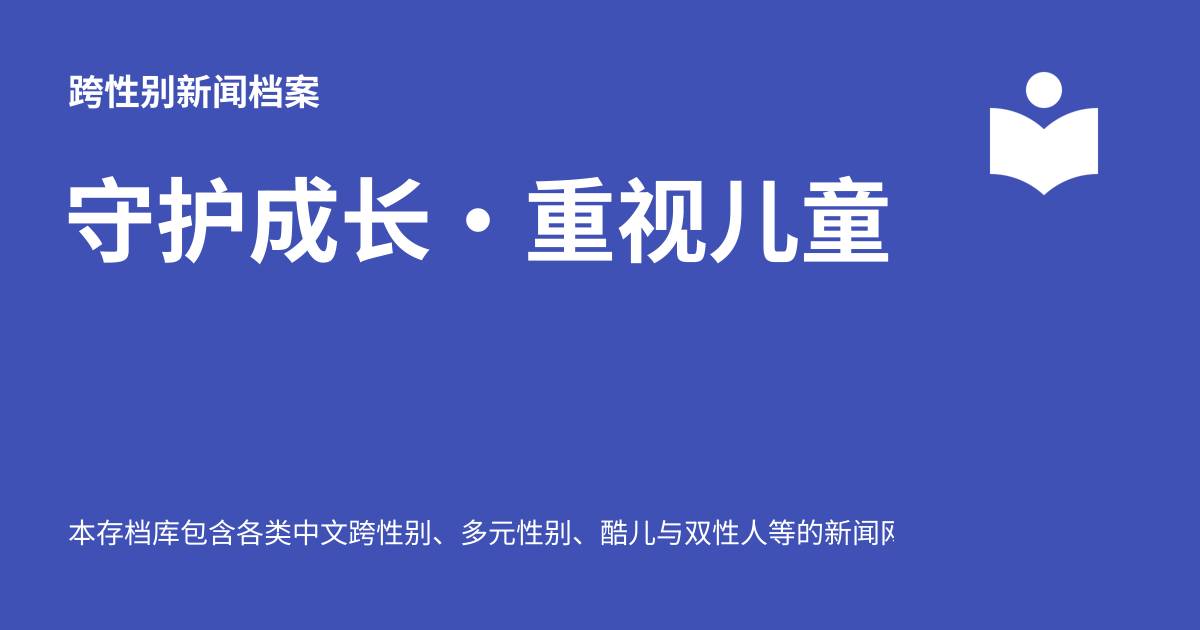 跨性别新闻档案
守护成长・重视儿童
本存档库包含各类中文跨性别、多元性别、酷儿与双性人等的新闻